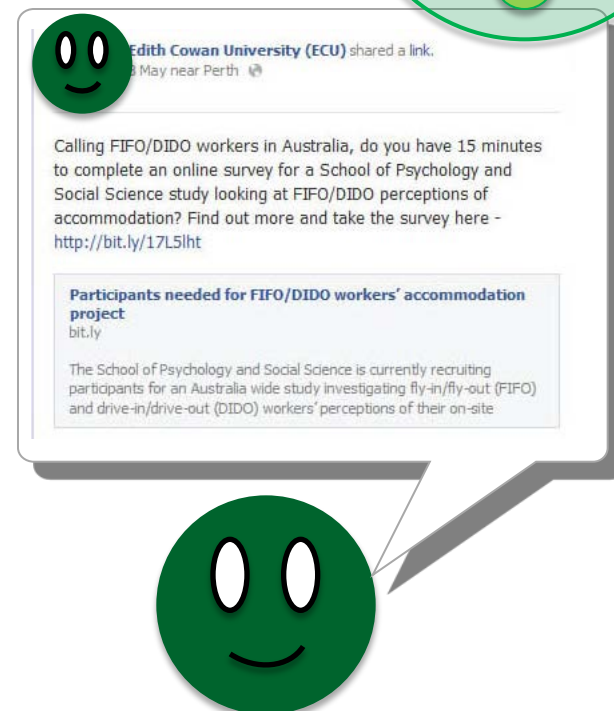 Edith Cowan University (ECU) shared a link.
May near Perth
Calling FIFO/DIDO workers in Australia, do you have 15 minutes
to complete an online survey for a School of Psychology and
Social Science study looking at FIFO/DIDO perceptions of
accommodation? Find out more and take the survey here -
http://bit.ly/17L5lht
Participants needed for FIFO/DIDO workers' accommodation
project
bit.ly
The School of Psychology and Social Science is currently recruiting
participants for an Australia wide study investigating fly-in/fly-out (FIFO)
and drive-in/drive-out (DIDO) workers' perceptions of their on-site